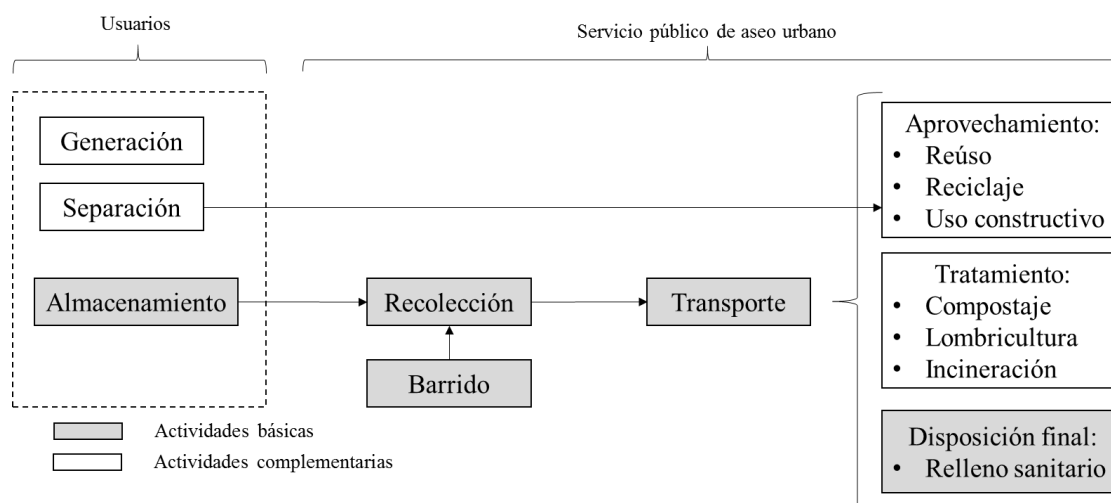 Usuarios
Servicio público de aseo urbano
Generación
Separación
Almacenamiento
Recolección
Barrido
Transporte
Aprovechamiento:
• Reúso
• Reciclaje
• Uso constructivo
Tratamiento:
• Compostaje
• Lombricultura
• Incineración
Disposición final:
• Relleno sanitario
Actividades básicas
Actividades complementarias